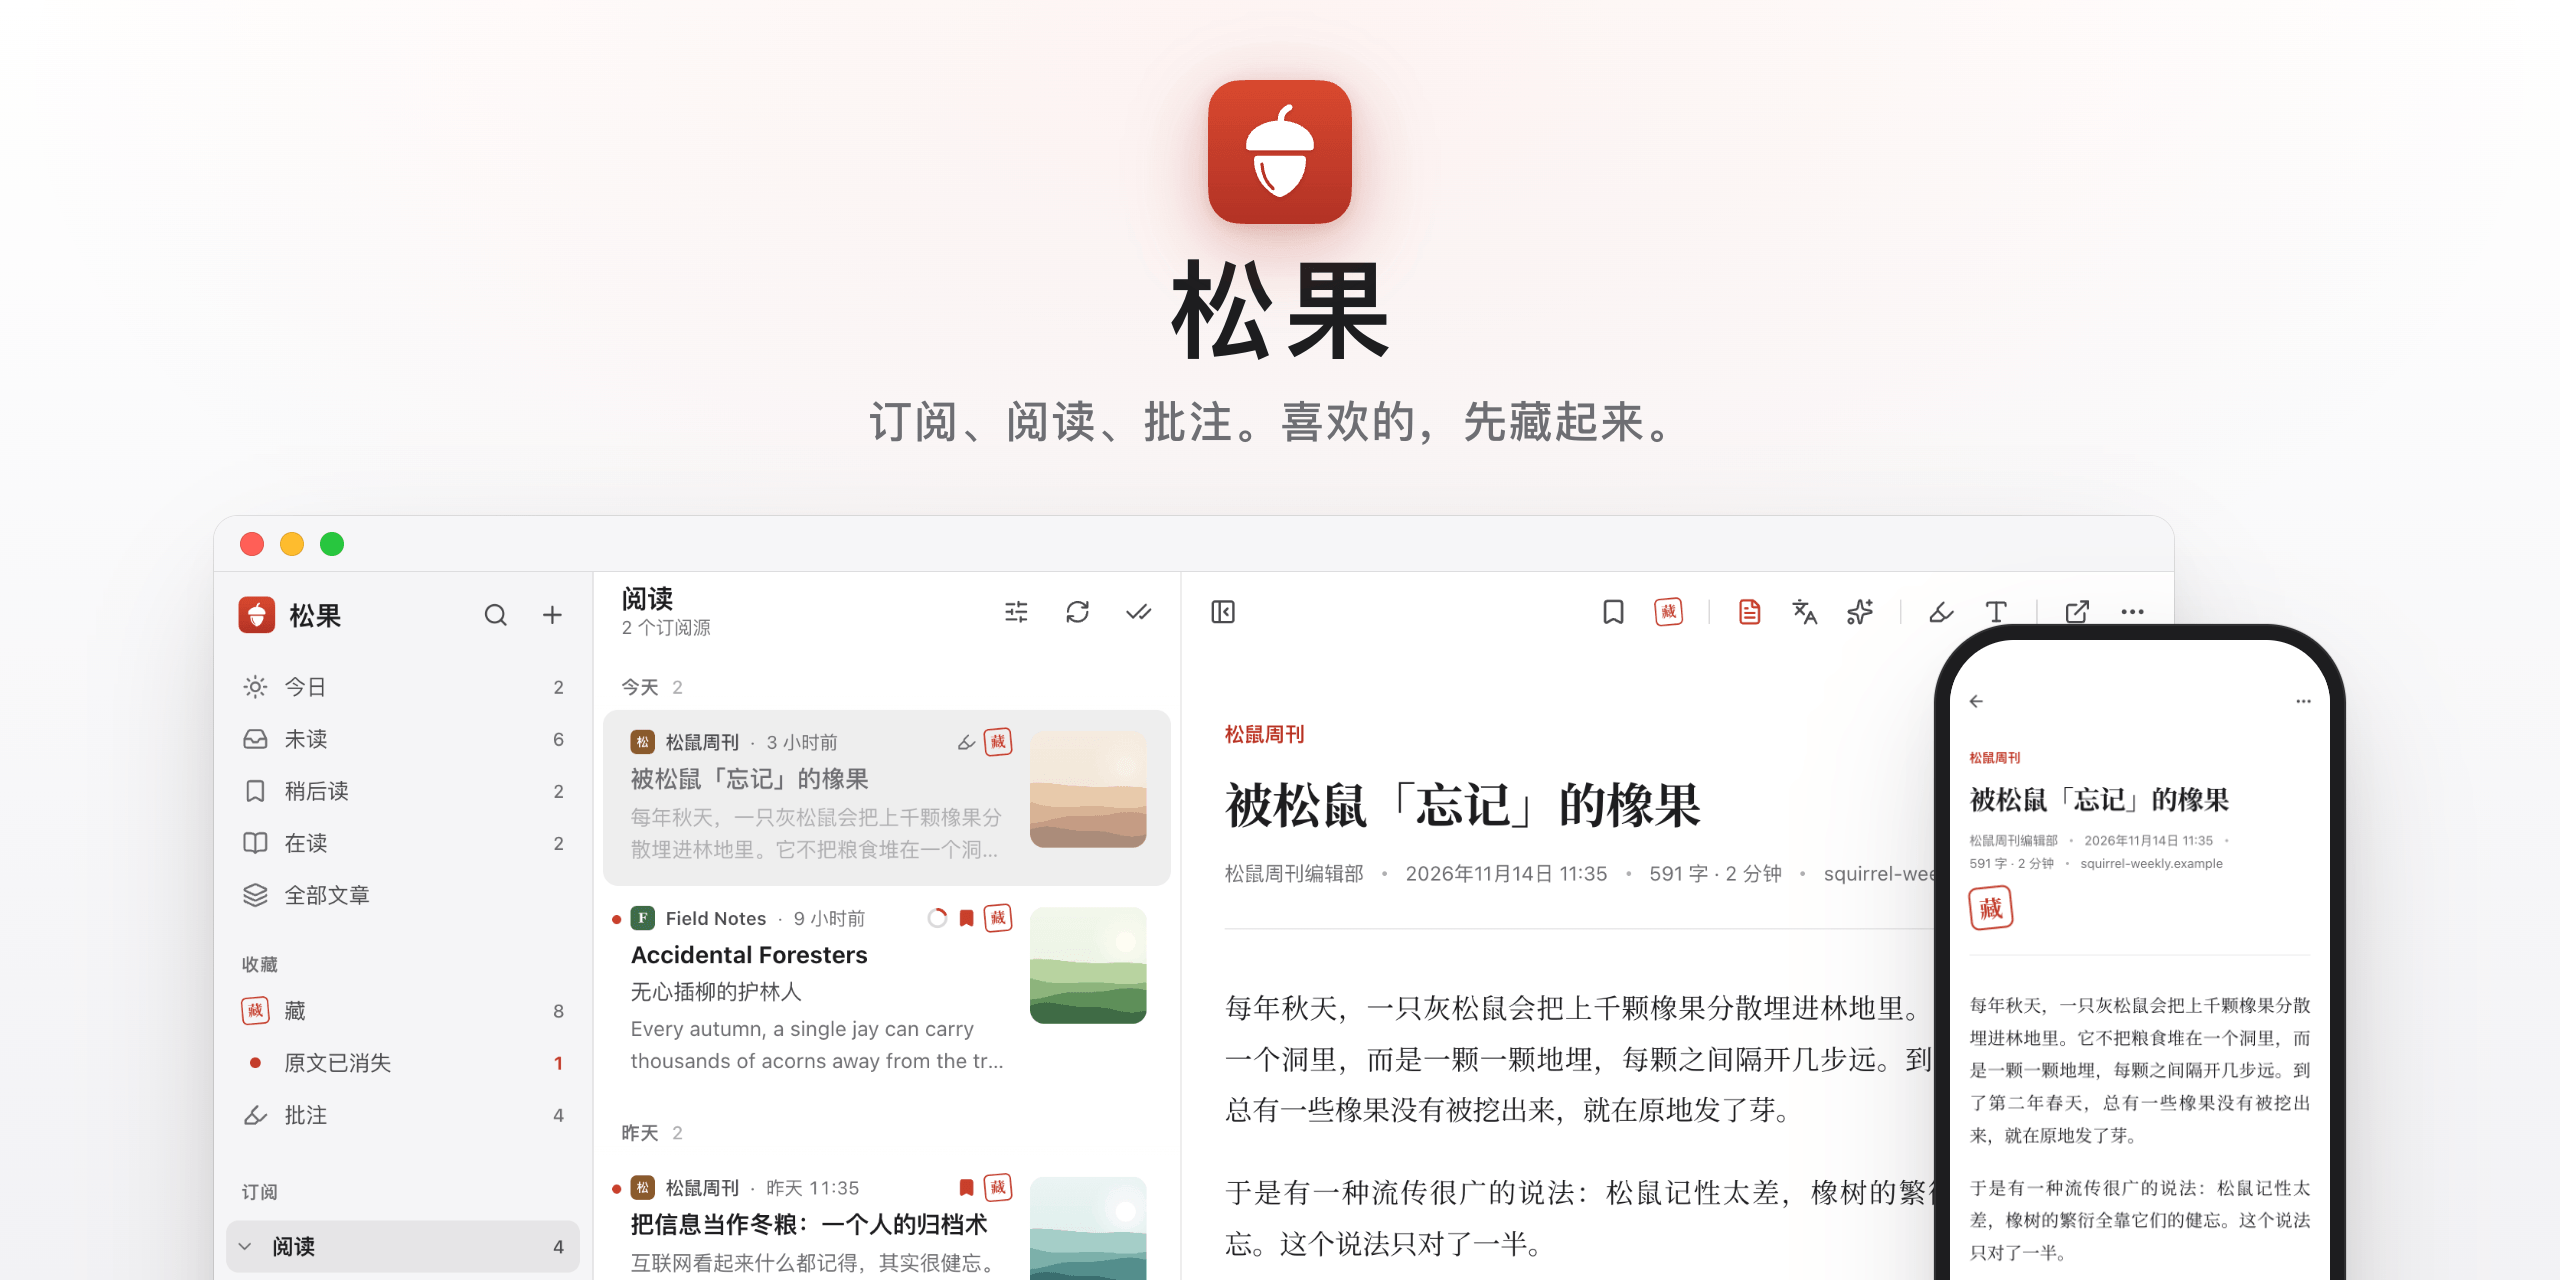 松果
订阅、阅读、批注。喜欢的，先藏起来。
松果
今日 2
未读 6
稍后读 2
在读 2
全部文章
收藏
藏 藏 8
原文已消失 1
批注 4
订阅
阅读 4
阅读
2 个订阅源
今天 2
松 松鼠周刊 · 3 小时前 藏
被松鼠「忘记」的橡果
每年秋天，一只灰松鼠会把上千颗橡果分
散埋进林地里。它不把粮食堆在一个洞...
F Field Notes · 9 小时前 藏
Accidental Foresters
无心插柳的护林人
Every autumn, a single jay can carry
thousands of acorns away from the tr...
昨天 2
松 松鼠周刊 · 昨天 11:35 藏
把信息当作冬粮：一个人的归档术
互联网看起来什么都记得，其实很健忘。
藏
松鼠周刊
被松鼠「忘记」的橡果
松鼠周刊编辑部 • 2026年11月14日 11:35 • 591 字 · 2 分钟 • squirrel-wee
每年秋天，一只灰松鼠会把上千颗橡果分散埋进林地里。
一个洞里，而是一颗一颗地埋，每颗之间隔开几步远。到
总有一些橡果没有被挖出来，就在原地发了芽。
于是有一种流传很广的说法：松鼠记性太差，橡树的繁
忘。这个说法只对了一半。
松鼠周刊
被松鼠「忘记」的橡果
松鼠周刊编辑部 • 2026年11月14日 11:35 •
591 字 · 2 分钟 • squirrel-weekly.example
藏
每年秋天，一只灰松鼠会把上千颗橡果分散
埋进林地里。它不把粮食堆在一个洞里，而
是一颗一颗地埋，每颗之间隔开几步远。到
了第二年春天，总有一些橡果没有被挖出
来，就在原地发了芽。
于是有一种流传很广的说法：松鼠记性太
差，橡树的繁衍全靠它们的健忘。这个说法
只对了一半。